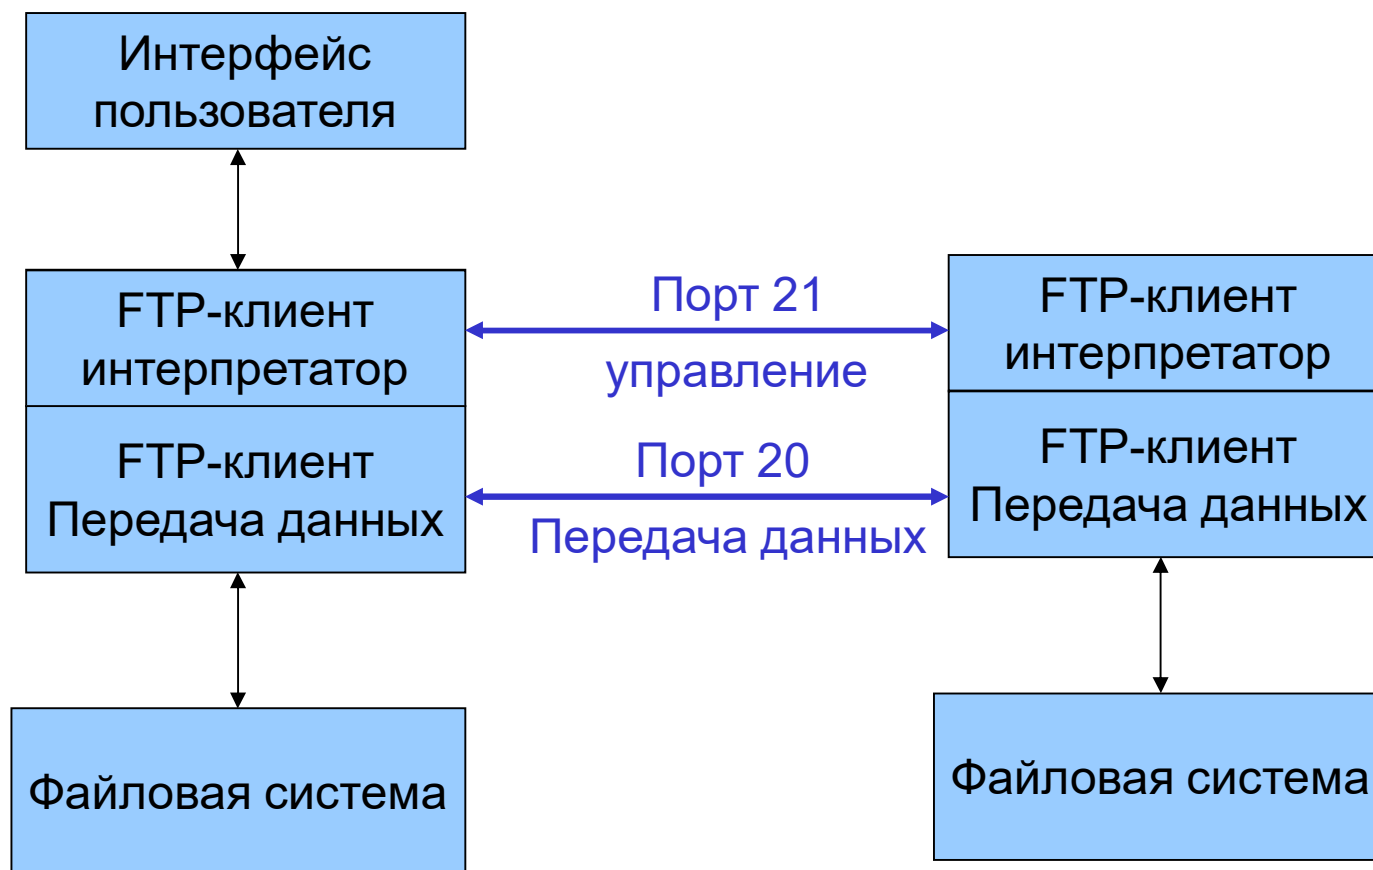 Интерфейс
пользователя
FTP-клиент
интерпретатор
FTP-клиент
Передача данных
Файловая система
Порт 21
управление
Порт 20
Передача данных
FTP-клиент
интерпретатор
FTP-клиент
Передача данных
Файловая система